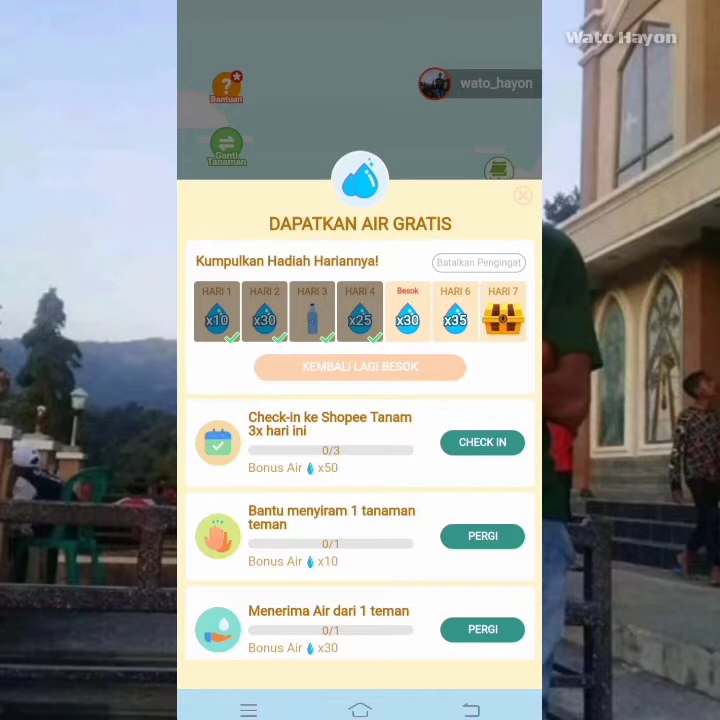 Wato Hayon
Bantuan
wato_hayon
Ganti
Tanaman
DAPATKAN AIR GRATIS
Kumpulkan Hadiah Hariannya!
Batalkan Pengingat
HARI 1
HARI 2
HARI 3
HARI 4
Besok
HARI 6
HARI 7
x10
x30
x25
x30
x35
KEMBALI LAGI BESOK
Check-in ke Shopee Tanam
3x hari ini
0/3
Bonus Air x50
CHECK IN
Bantu menyiram 1 tanaman
teman
0/1
Bonus Air x10
PERGI
Menerima Air dari 1 teman
0/1
Bonus Air x30
PERGI